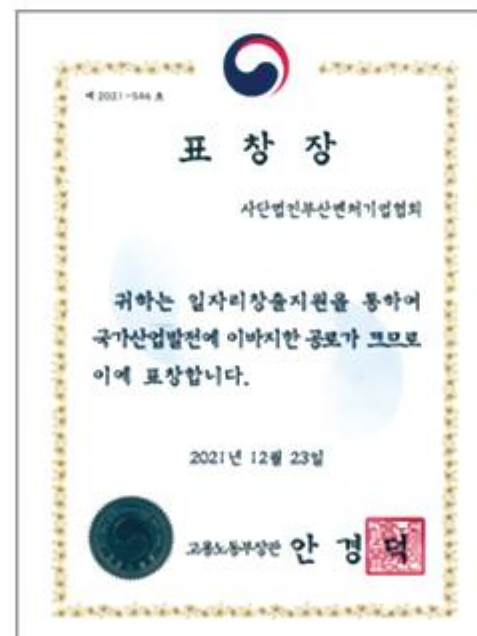 제 2021-544 호
표 창 장
사단법인부산벤처기업협회
귀하는 일자리창출지원을 통하여
국가산업발전에 이바지한 공로가 크므로
이에 표창합니다.
2021년 12월 23일
고용노동부장관 안 경 덕